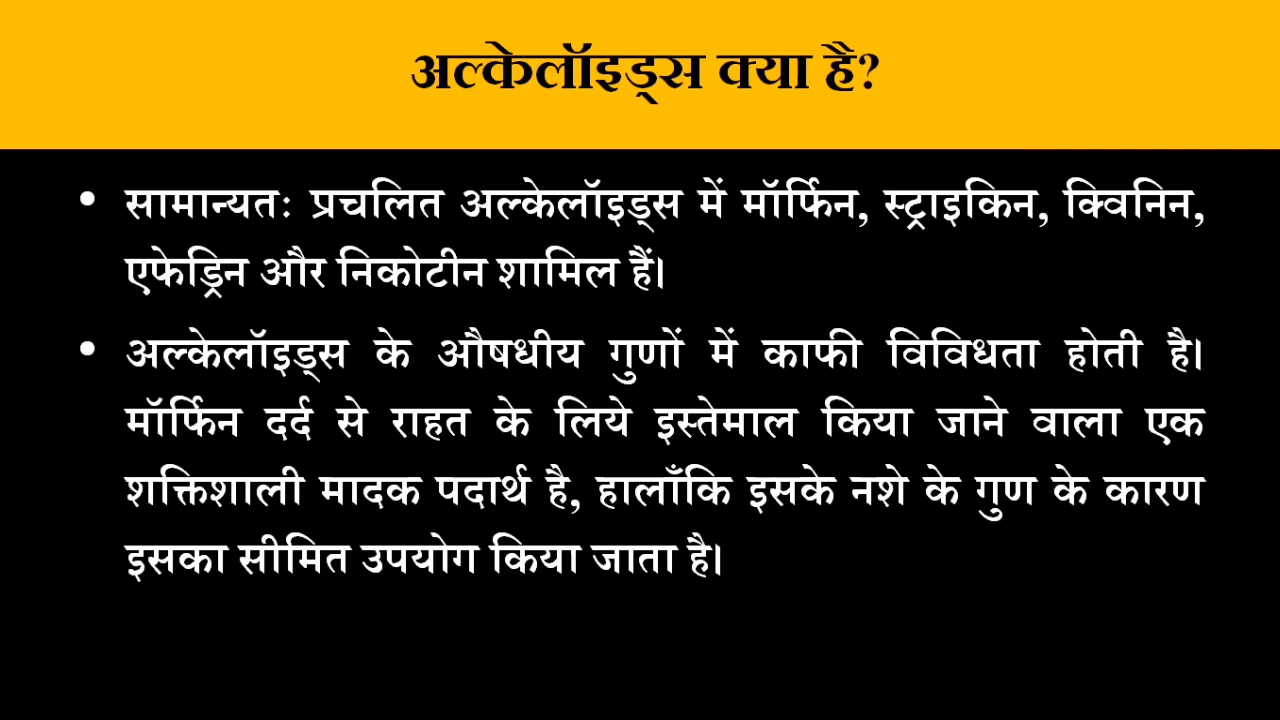 अल्केलॉइड्स क्या है?
• सामान्यतः प्रचलित अल्केलॉइड्स में मॉर्फिन, स्ट्राइकिन, क्विनिन,
एफेड्रिन और निकोटीन शामिल हैं।
• अल्केलॉइड्स के औषधीय गुणों में काफी विविधता होती है।
मॉर्फिन दर्द से राहत के लिये इस्तेमाल किया जाने वाला एक
शक्तिशाली मादक पदार्थ है, हालाँकि इसके नशे के गुण के कारण
इसका सीमित उपयोग किया जाता है।